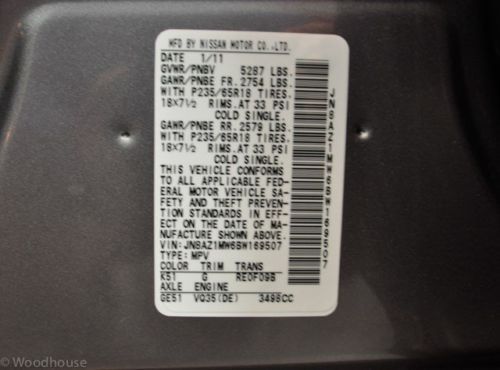 MFD BY NISSAN MOTOR CO.,LTD.
DATE 1/11
GVWR/PNBV 5287 LBS.
GAWR/PNBE FR. 2754 LBS.
WITH P235/65R18 TIRES.
18X7½ RIMS.AT 33 PSI
COLD SINGLE.
GAWR/PNBE RR. 2579 LBS.
WITH P235/65R18 TIRES.
18X7½ RIMS.AT 33 PSI
COLD SINGLE.
THIS VEHICLE CONFORMS
TO ALL APPLICABLE FED-
ERAL MOTOR VEHICLE SA-
FETY AND THEFT PREVEN-
TION STANDARDS IN EFF-
ECT ON THE DATE OF MA-
NUFACTURE SHOWN ABOVE.
VIN: JN8AZ1MW6BW169507
TYPE: MPV
COLOR TRIM TRANS
K51 G RE0F09B
AXLE ENGINE
GE51 VQ35(DE) 3498CC
JN8AZ1MW6BW169507
© Woodhouse